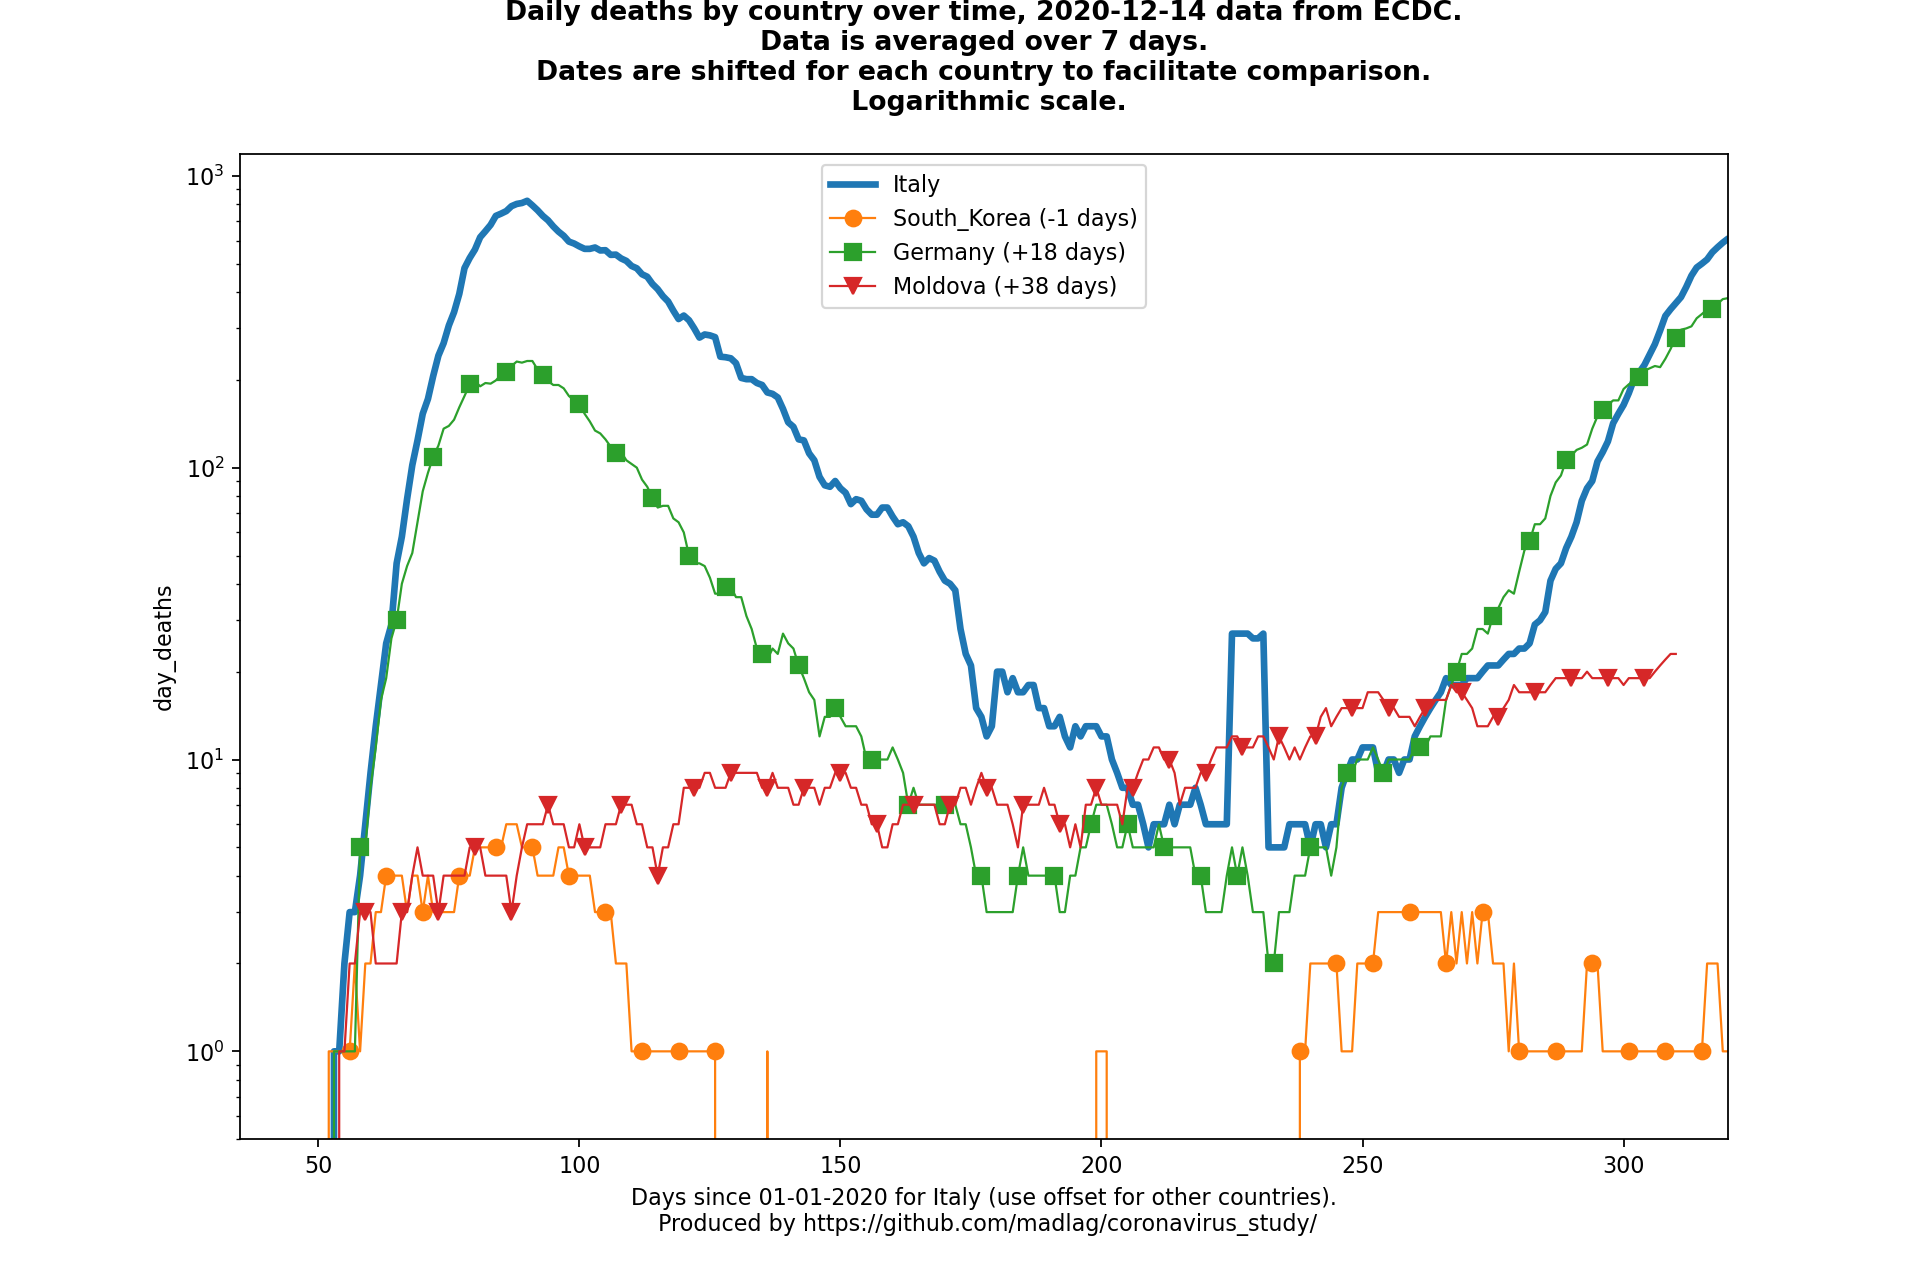 Daily deaths by country over time, 2020-12-14 data from ECDC.
Data is averaged over 7 days.
Dates are shifted for each country to facilitate comparison.
Logarithmic scale.
Italy
South_Korea (-1 days)
Germany (+18 days)
Moldova (+38 days)
day_deaths
10³
10²
10¹
10⁰
50 100 150 200 250 300
Days since 01-01-2020 for Italy (use offset for other countries).
Produced by https://github.com/madlag/coronavirus_study/